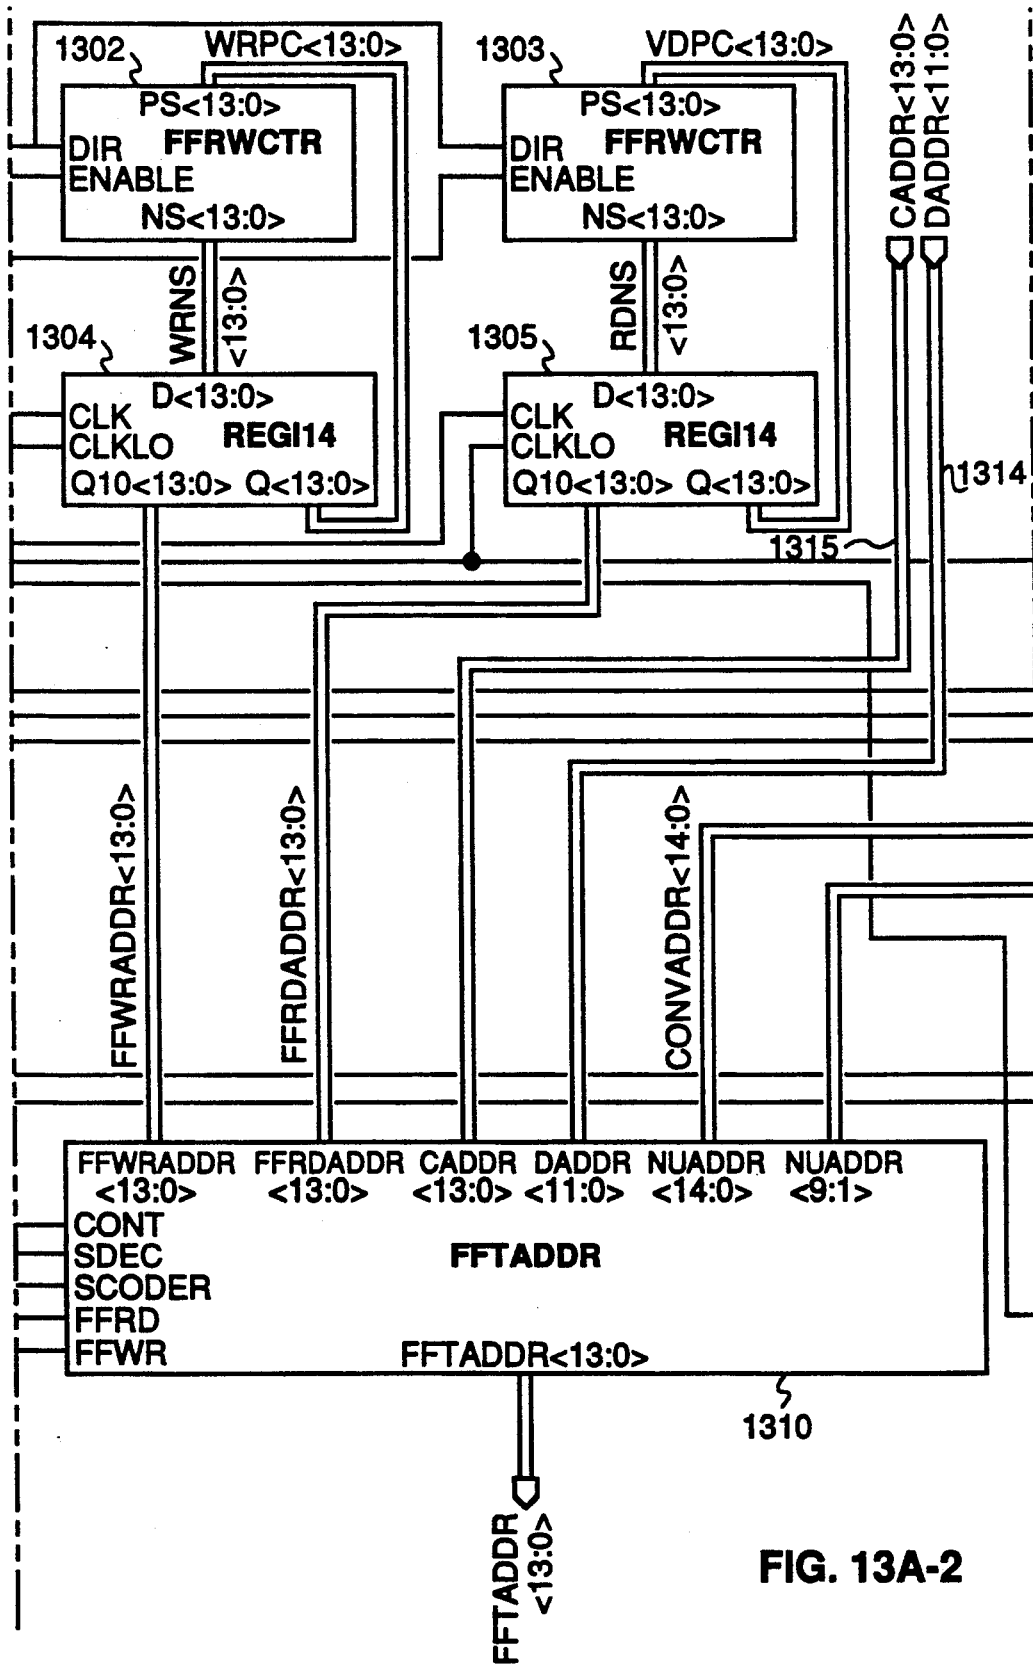 1302
WRPC<13:0>
1303
VDPC<13:0>
CADDR<13:0>
DADDR<11:0>
PS<13:0>
FFRWCTR
DIR
ENABLE
NS<13:0>
PS<13:0>
FFRWCTR
DIR
ENABLE
NS<13:0>
WRNS
<13:0>
RDNS
<13:0>
1304
1305
D<13:0>
CLK
REGI14
CLKLO
Q10<13:0> Q<13:0>
D<13:0>
CLK
REGI14
CLKLO
Q10<13:0> Q<13:0>
1314
1315
FFWRADDR<13:0>
FFRDADDR<13:0>
CONVADDR<14:0>
FFWRADDR FFRDADDR CADDR DADDR NUADDR NUADDR
<13:0> <13:0> <13:0> <11:0> <14:0> <9:1>
CONT
SDEC
FFTADDR
SCODER
FFRD
FFWR
FFTADDR<13:0>
1310
FFTADDR
<13:0>
FIG. 13A-2